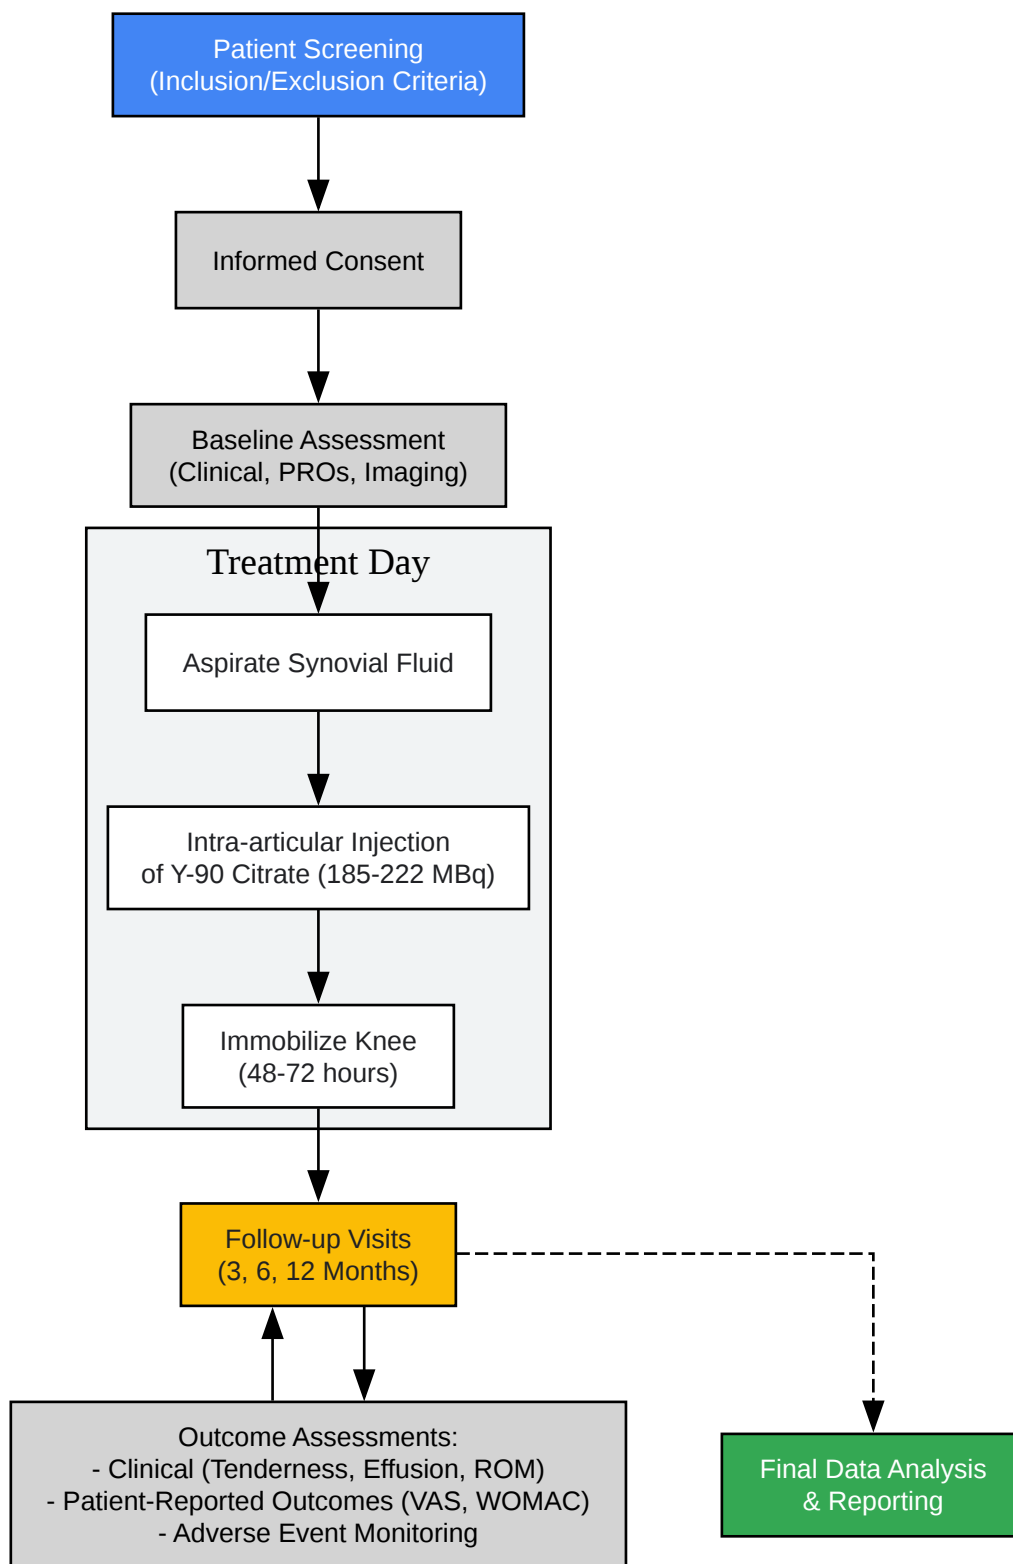 Patient Screening
(Inclusion/Exclusion Criteria)
Informed Consent
Baseline Assessment
(Clinical, PROs, Imaging)
Treatment Day
Aspirate Synovial Fluid
Intra-articular Injection
of Y-90 Citrate (185-222 MBq)
Immobilize Knee
(48-72 hours)
Follow-up Visits
(3, 6, 12 Months)
Outcome Assessments:
- Clinical (Tenderness, Effusion, ROM)
- Patient-Reported Outcomes (VAS, WOMAC)
- Adverse Event Monitoring
Final Data Analysis
& Reporting